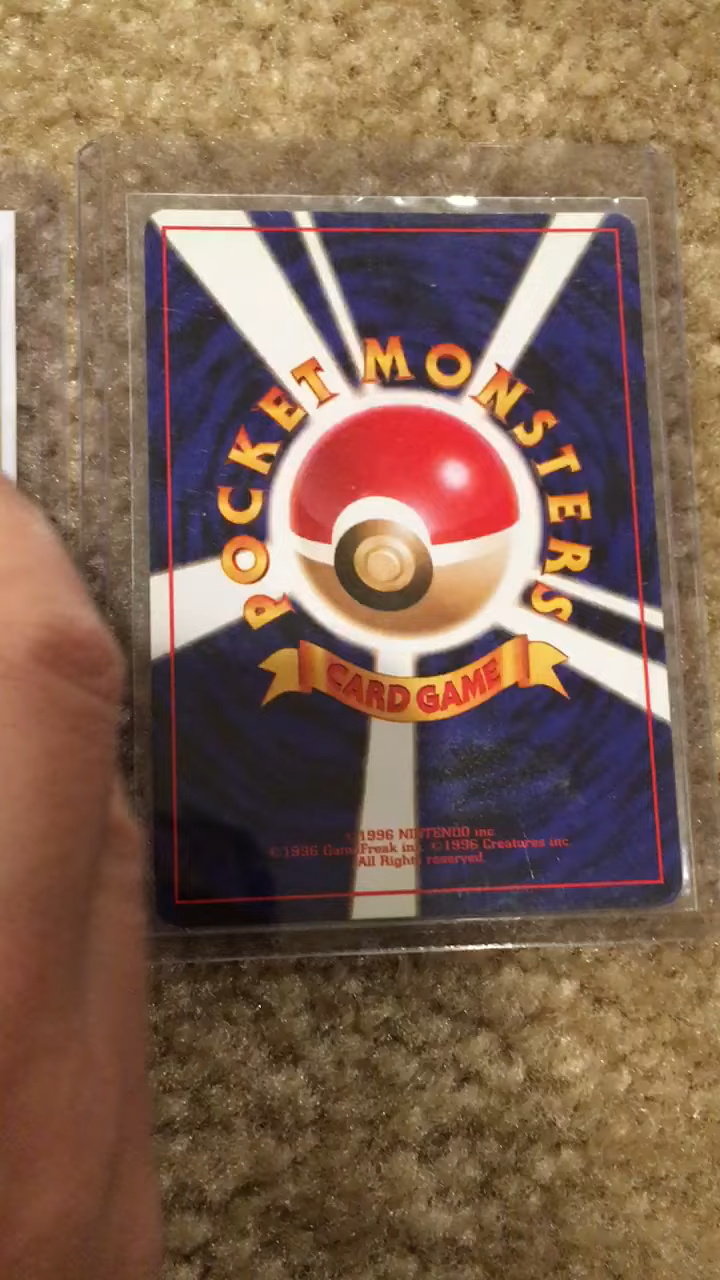 POCKET MONSTERS
CARD GAME
©1996 NINTENDO inc.
©1996 GameFreak inc. ©1996 Creatures inc.
All Rights reserved.